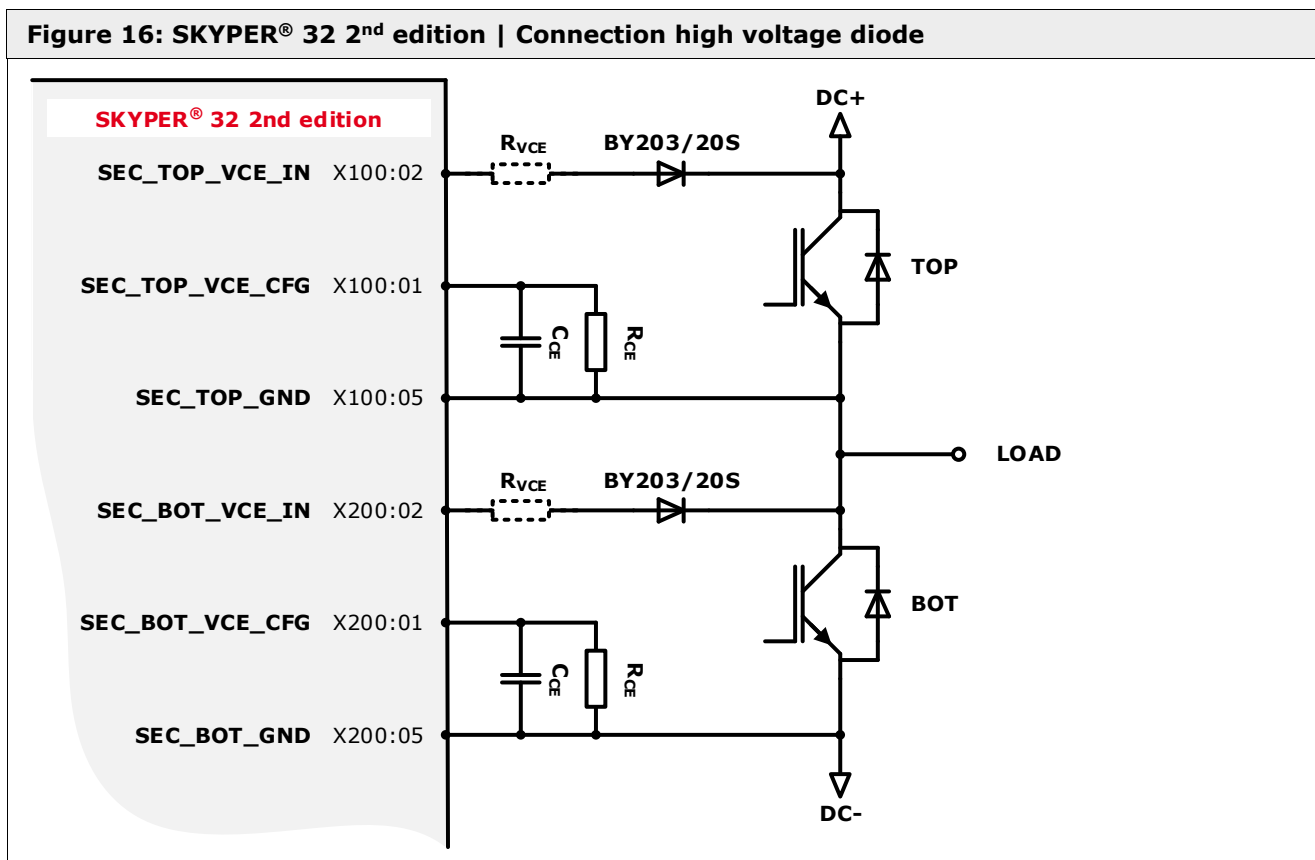 Figure 16: SKYPER® 32 2nd edition | Connection high voltage diode
SKYPER® 32 2nd edition
DC+
RVCE BY203/20S
SEC_TOP_VCE_IN X100:02
TOP
SEC_TOP_VCE_CFG X100:01
CCE RCE
SEC_TOP_GND X100:05
LOAD
RVCE BY203/20S
SEC_BOT_VCE_IN X200:02
BOT
SEC_BOT_VCE_CFG X200:01
CCE RCE
SEC_BOT_GND X200:05
DC-